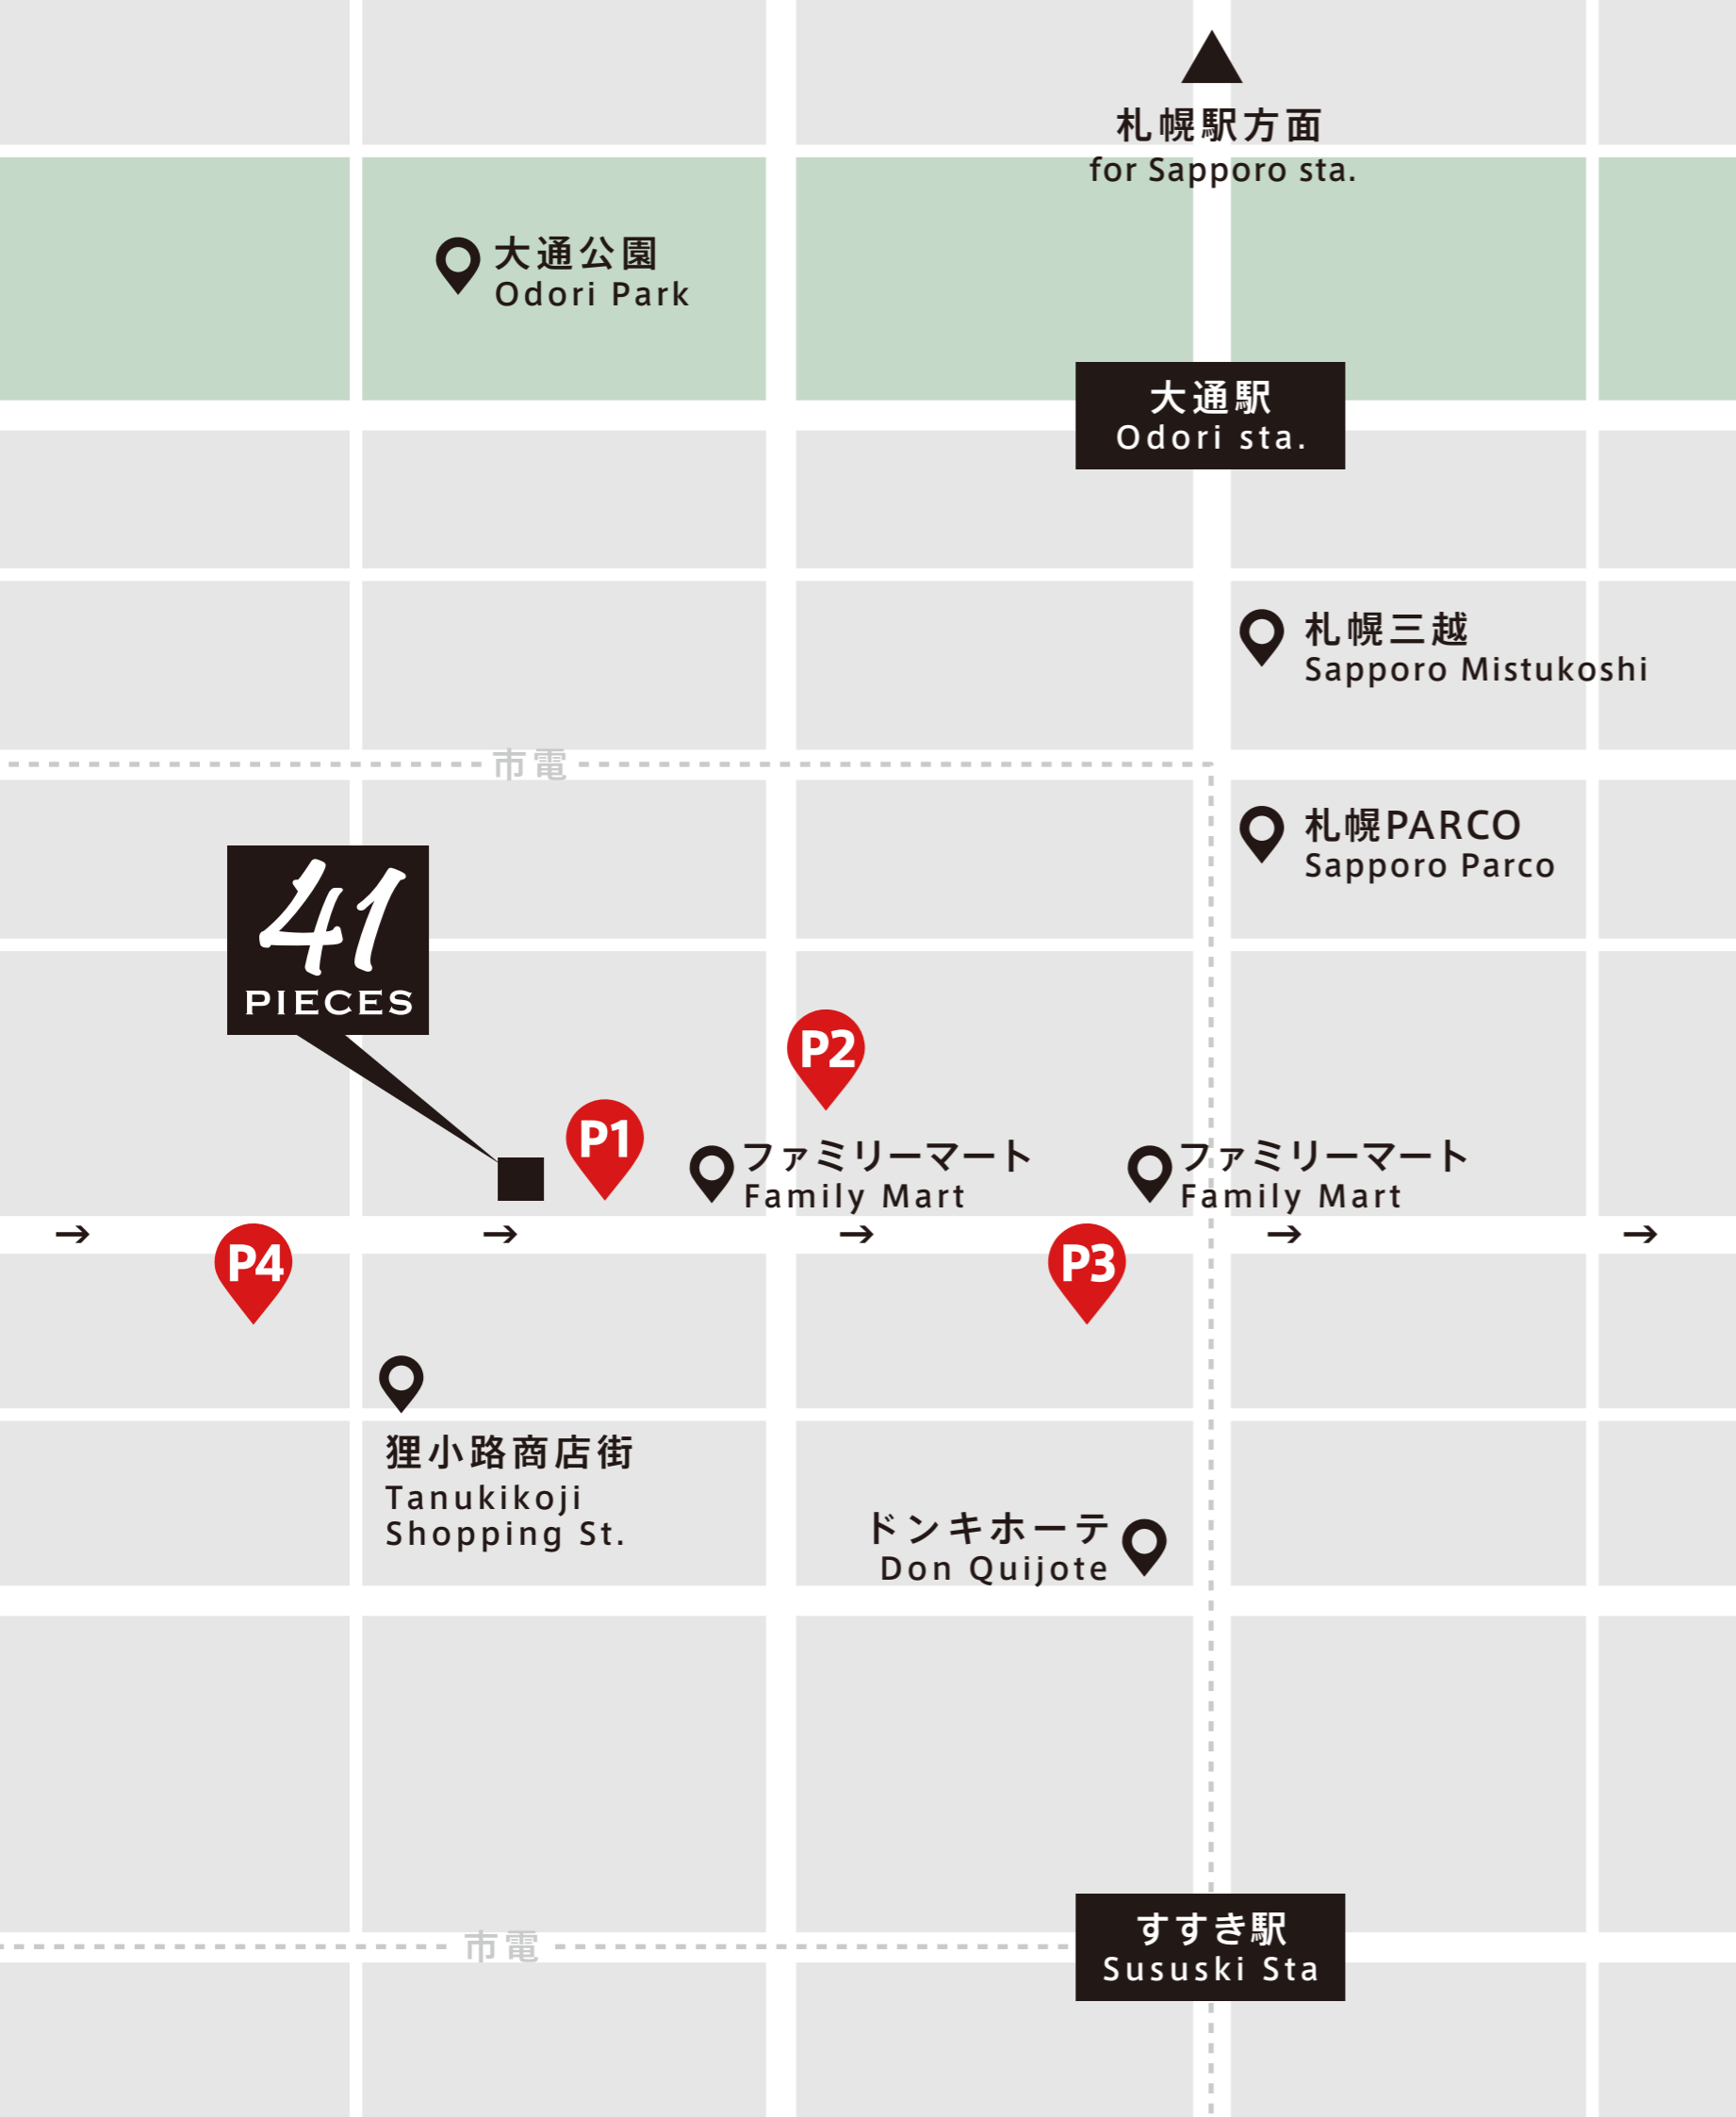 札幌駅方面
for Sapporo sta.
大通公園
Odori Park
大通駅
Odori sta.
札幌三越
Sapporo Mistukoshi
市電
札幌PARCO
Sapporo Parco
41
PIECES
P2
P1
ファミリーマート
Family Mart
ファミリーマート
Family Mart
→ → → → →
P4
P3
狸小路商店街
Tanukikoji
Shopping St.
ドンキホーテ
Don Quijote
市電
すすき駅
Sususki Sta